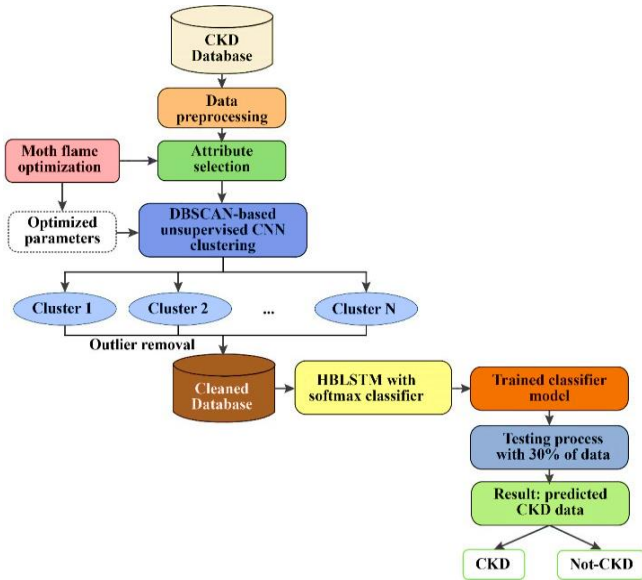 CKD
Database
Data
preprocessing
Moth flame
optimization
Attribute
selection
Optimized
parameters
DBSCAN-based
unsupervised CNN
clustering
Cluster 1
Cluster 2
...
Cluster N
Outlier removal
Cleaned
Database
HBLSTM with
softmax classifier
Trained classifier
model
Testing process
with 30% of data
Result: predicted
CKD data
CKD
Not-CKD